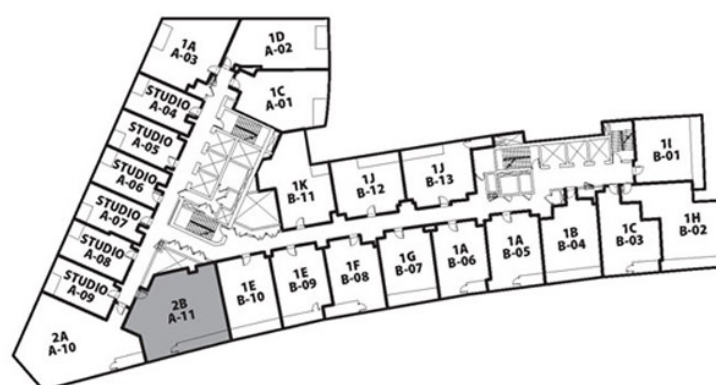 1A
A-03
1D
A-02
1C
A-01
STUDIO
A-04
STUDIO
A-05
STUDIO
A-06
STUDIO
A-07
STUDIO
A-08
STUDIO
A-09
2A
A-10
2B
A-11
1K
B-11
1J
B-12
1J
B-13
1I
B-01
1E
B-10
1E
B-09
1F
B-08
1G
B-07
1A
B-06
1A
B-05
1B
B-04
1C
B-03
1H
B-02